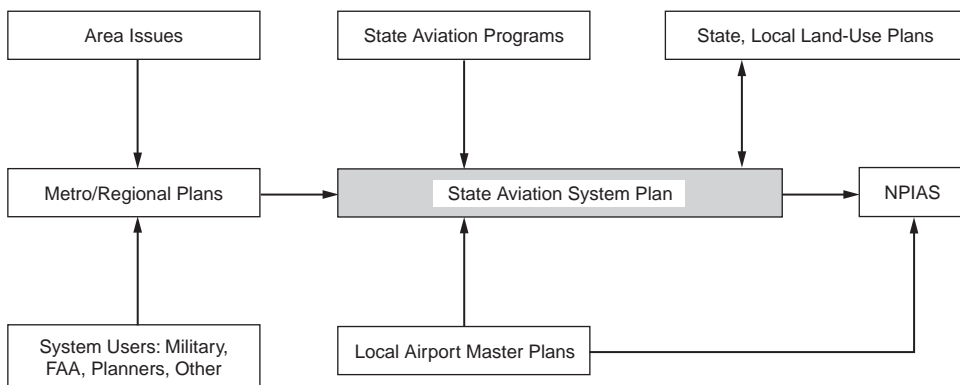 Area Issues
State Aviation Programs
State, Local Land-Use Plans
Metro/Regional Plans
State Aviation System Plan
NPIAS
System Users: Military,
FAA, Planners, Other
Local Airport Master Plans